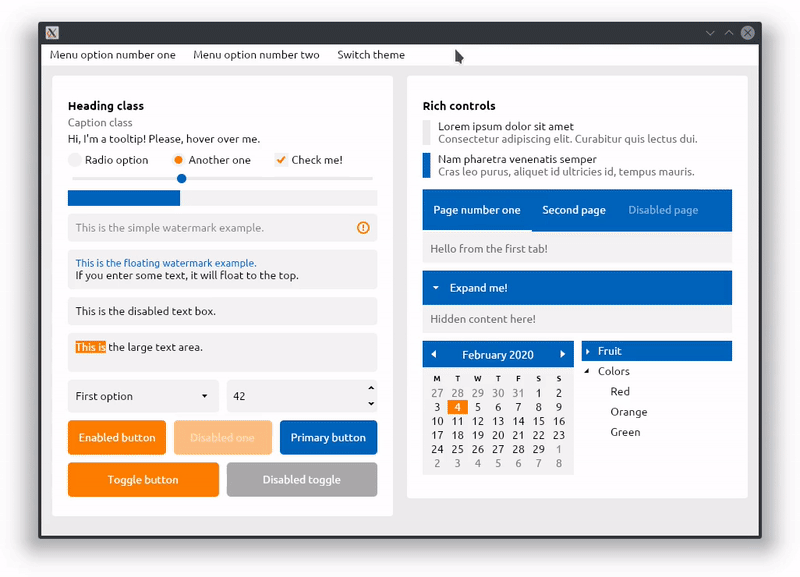 Menu option number one Menu option number two Switch theme
Heading class
Caption class
Hi, I'm a tooltip! Please, hover over me.
Radio option Another one Check me!
This is the simple watermark example.
This is the floating watermark example.
If you enter some text, it will float to the top.
This is the disabled text box.
This is the large text area.
First option 42
Enabled button Disabled one Primary button
Toggle button Disabled toggle
Rich controls
Lorem ipsum dolor sit amet
Consectetur adipiscing elit. Curabitur quis lectus dui.
Nam pharetra venenatis semper
Cras leo purus, aliquet id ultricies id, tempus mauris.
Page number one Second page Disabled page
Hello from the first tab!
Expand me!
Hidden content here!
February 2020
M T W T F S S
27 28 29 30 31 1 2
3 4 5 6 7 8 9
10 11 12 13 14 15 16
17 18 19 20 21 22 23
24 25 26 27 28 29 1
2 3 4 5 6 7 8
Fruit
Colors
Red
Orange
Green